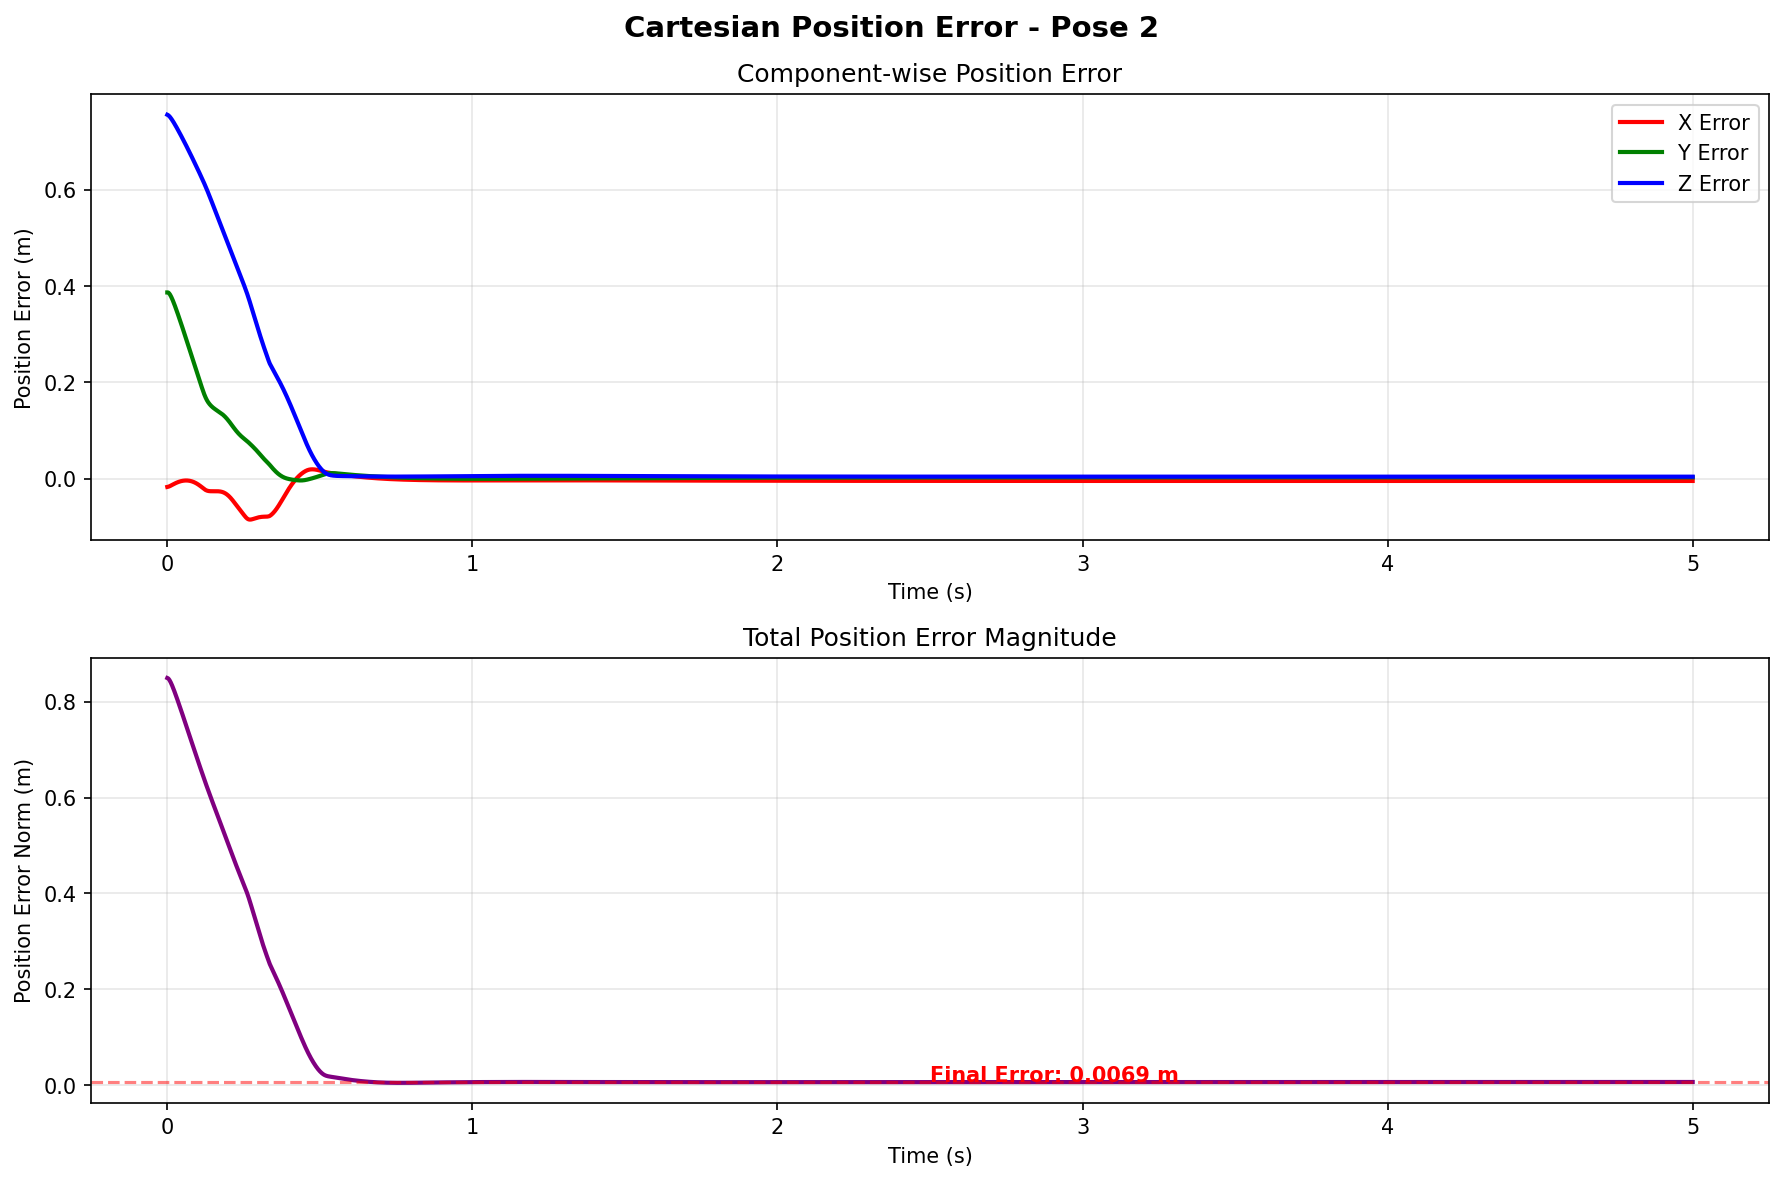 Cartesian Position Error - Pose 2
Component-wise Position Error
Position Error (m)
0.6
0.4
0.2
0.0
X Error
Y Error
Z Error
0 1 2 3 4 5
Time (s)
Total Position Error Magnitude
Position Error Norm (m)
0.8
0.6
0.4
0.2
0.0
Final Error: 0.0069 m
0 1 2 3 4 5
Time (s)